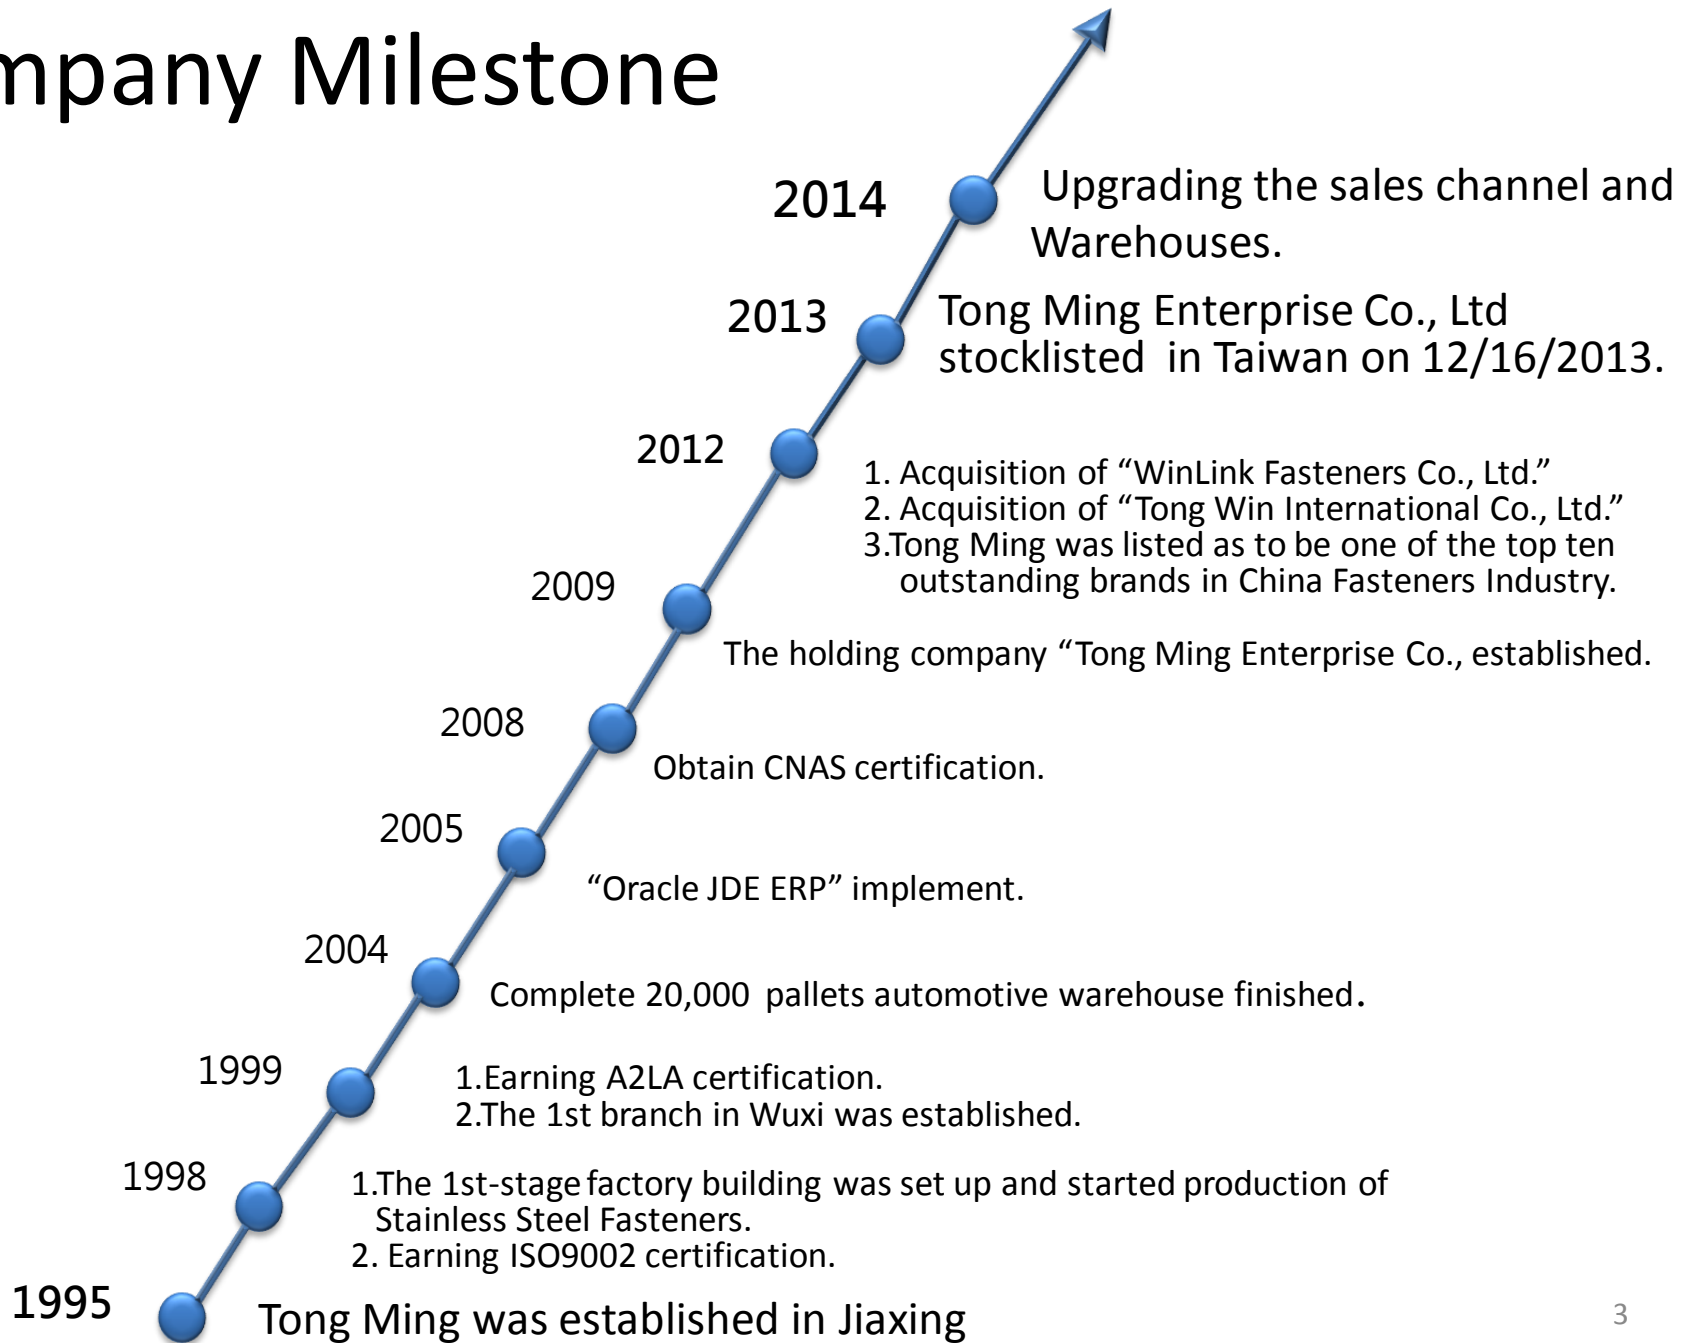 mpany Milestone
2014
Upgrading the sales channel and
Warehouses.
2013
Tong Ming Enterprise Co., Ltd
stocklisted in Taiwan on 12/16/2013.
2012
1. Acquisition of “WinLink Fasteners Co., Ltd.”
2. Acquisition of “Tong Win International Co., Ltd.”
3.Tong Ming was listed as to be one of the top ten
outstanding brands in China Fasteners Industry.
2009
The holding company “Tong Ming Enterprise Co., established.
2008
Obtain CNAS certification.
2005
“Oracle JDE ERP” implement.
2004
Complete 20,000 pallets automotive warehouse finished.
1999
1.Earning A2LA certification.
2.The 1st branch in Wuxi was established.
1998
1.The 1st-stage factory building was set up and started production of
Stainless Steel Fasteners.
2. Earning ISO9002 certification.
1995
Tong Ming was established in Jiaxing
3